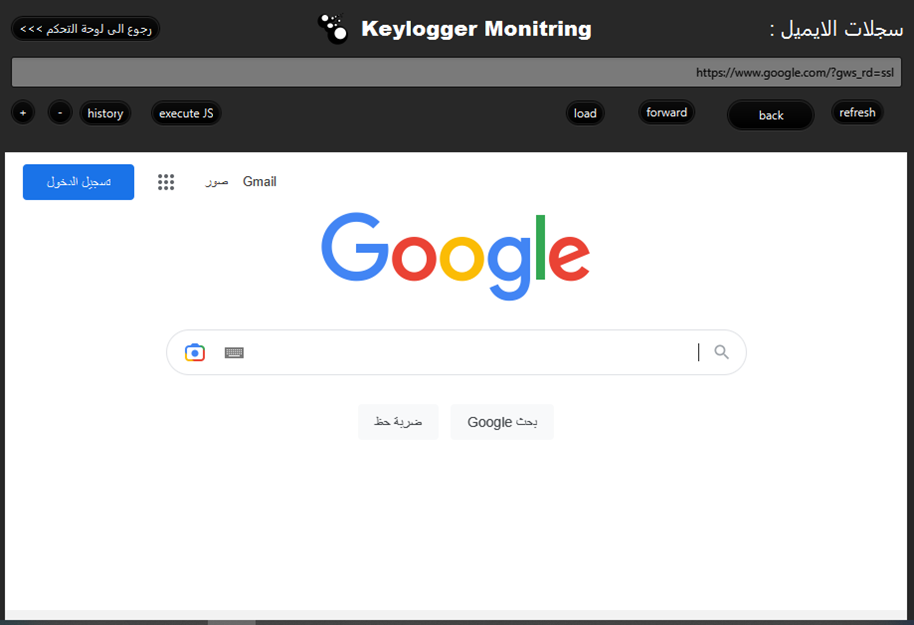 سجلات الايميل :
Keylogger Monitring
رجوع الى لوحة التحكم >>>
https://www.google.com/?gws_rd=ssl
+ - history execute JS load forward back refresh
تسجيل الدخول صور Gmail
Google
بحث Google ضربة حظ